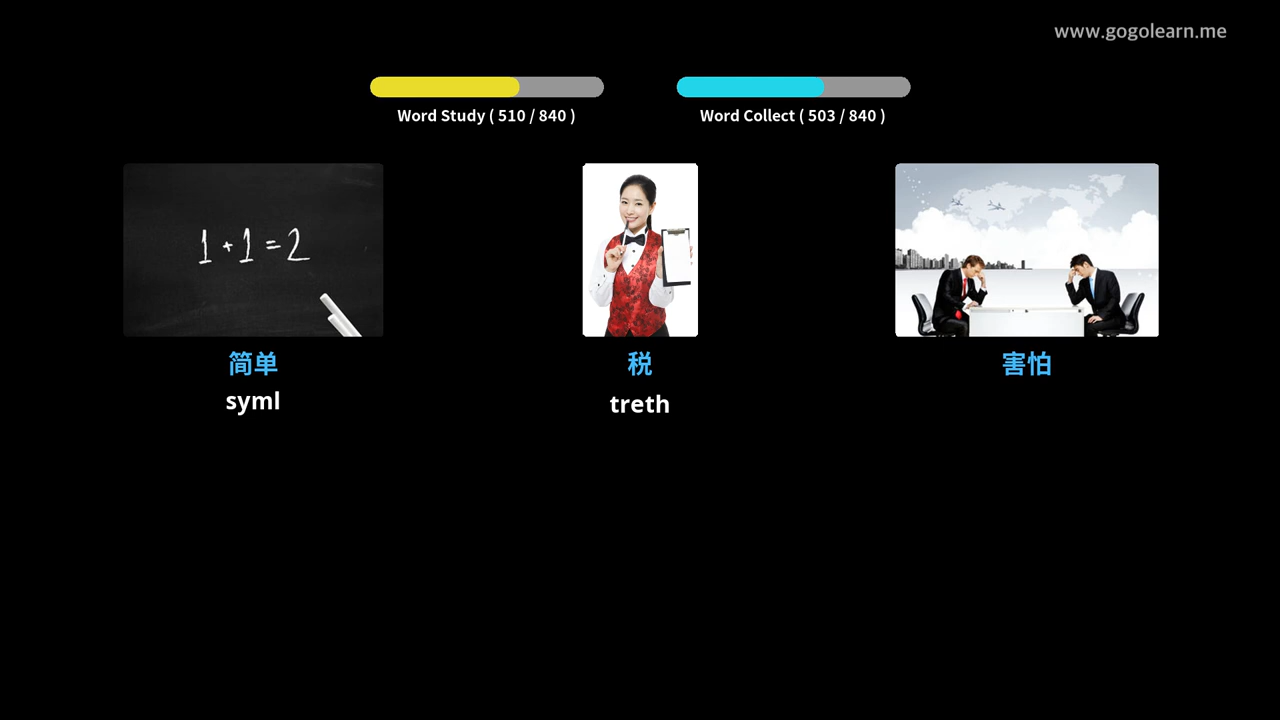 www.gogolearn.me
Word Study ( 510 / 840 )
Word Collect ( 503 / 840 )
1 + 1 = 2
简单
税
害怕
syml
treth